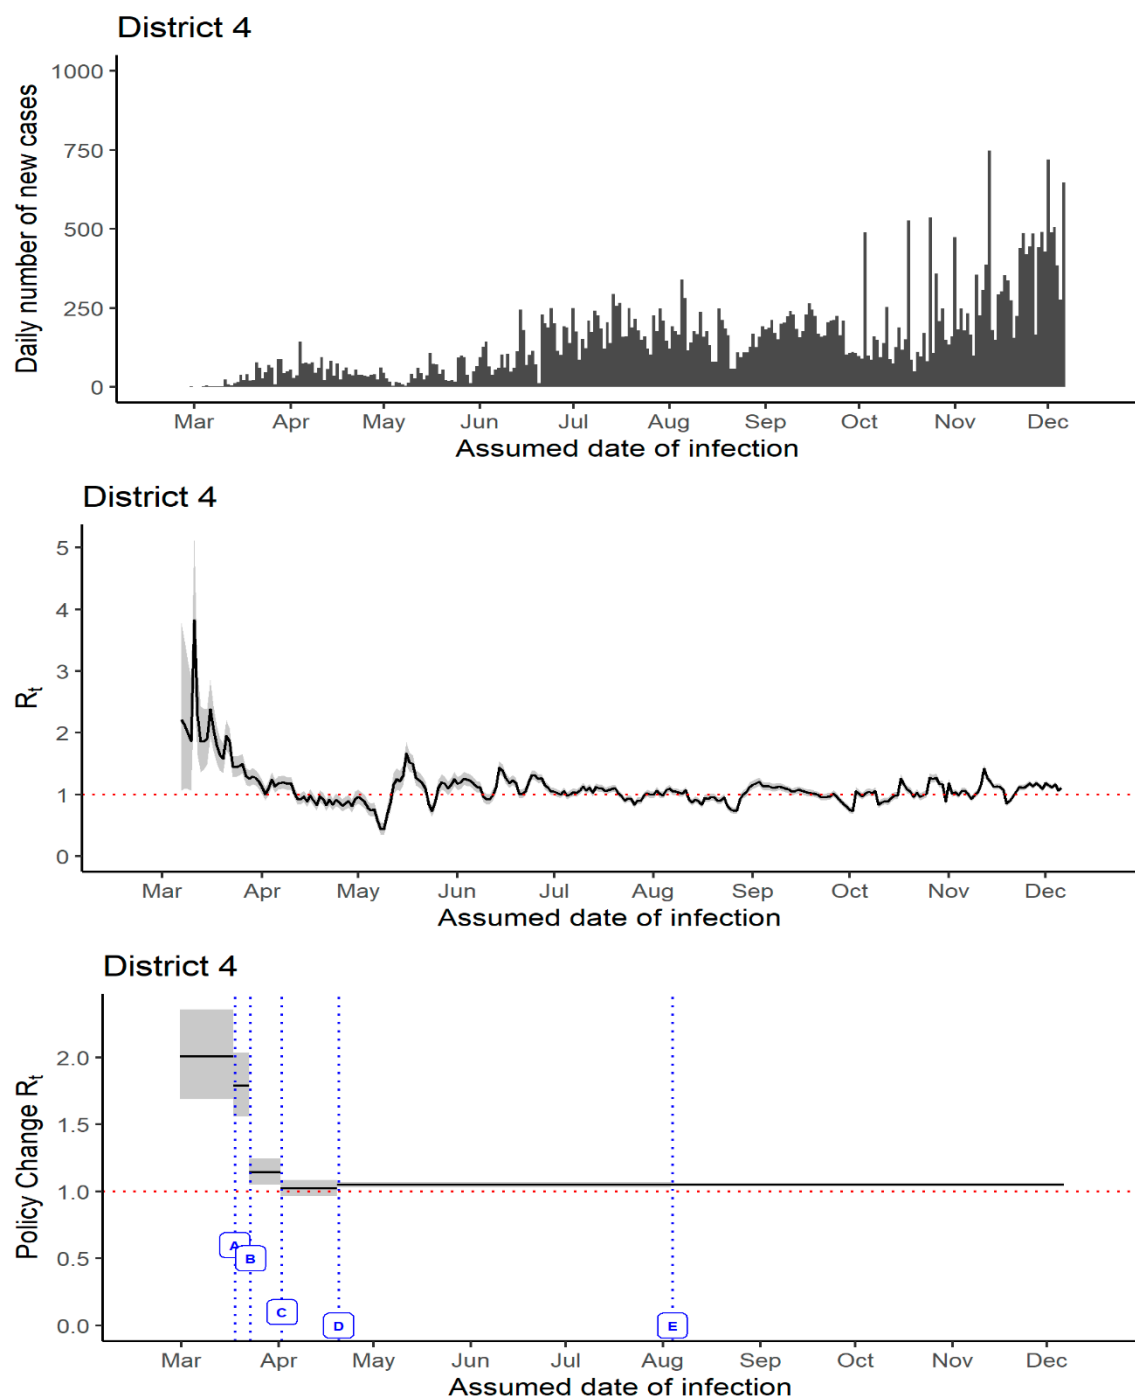 District 4
Daily number of new cases
1000
750
500
250
0
Mar Apr May Jun Jul Aug Sep Oct Nov Dec
Assumed date of infection
District 4
Rt
5
4
3
2
1
0
Mar Apr May Jun Jul Aug Sep Oct Nov Dec
Assumed date of infection
District 4
Policy Change Rt
2.0
1.5
1.0
0.5
0.0
A
B
C
D
E
Mar Apr May Jun Jul Aug Sep Oct Nov Dec
Assumed date of infection